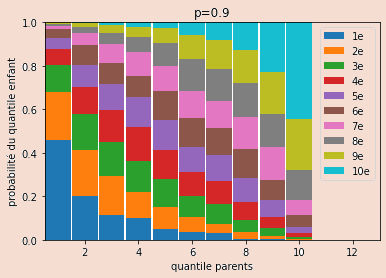 p=0.9
probabilité du quantile enfant
1.0
0.8
0.6
0.4
0.2
0.0
1e
2e
3e
4e
5e
6e
7e
8e
9e
10e
2 4 6 8 10 12
quantile parents